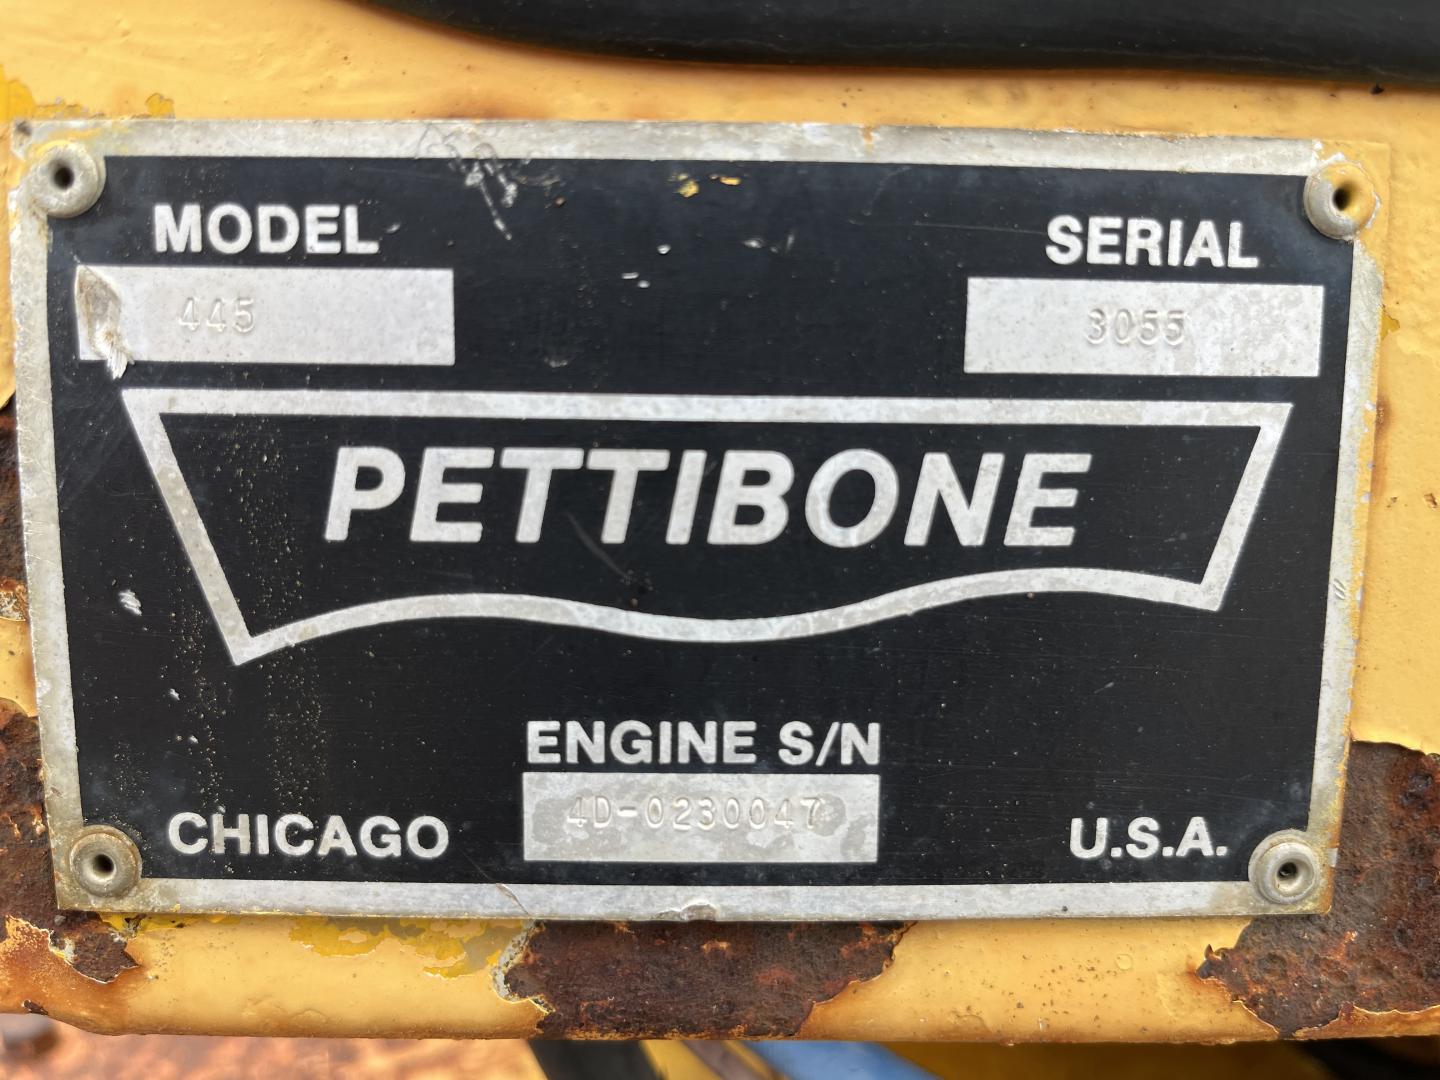 MODEL
SERIAL
445
3055
PETTIBONE
ENGINE S/N
4D-0230047
CHICAGO
U.S.A.